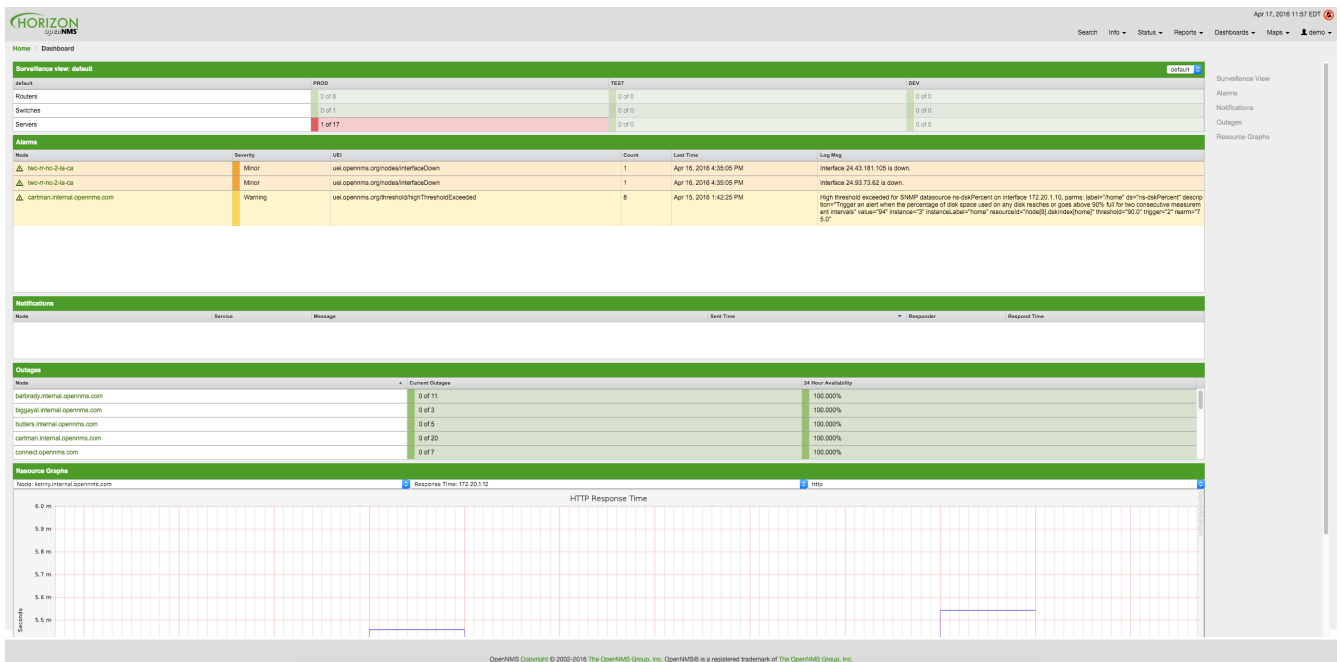 HORIZON
openNMS
Apr 17, 2016 11:57 EDT
Search Info Status Reports Dashboards Maps demo
Home / Dashboard
Surveillance view: default default
default PROD TEST DEV
Routers 0 of 8 0 of 0 0 of 0
Switches 0 of 1 0 of 0 0 of 0
Servers 1 of 17 0 of 0 0 of 0
Surveillance View
Alarms
Notifications
Outages
Resource Graphs
Alarms
Node Severity UEI Count Last Time Log Msg
twc-rr-nc-2-la-ca Minor uei.opennms.org/nodes/interfaceDown 1 Apr 16, 2016 4:35:05 PM Interface 24.43.181.105 is down.
twc-rr-nc-2-la-ca Minor uei.opennms.org/nodes/interfaceDown 1 Apr 16, 2016 4:35:05 PM Interface 24.93.73.62 is down.
cartman.internal.opennms.com Warning uei.opennms.org/threshold/highThresholdExceeded 8 Apr 15, 2016 1:42:25 PM High threshold exceeded for SNMP datasource ns-dskPercent on interface 172.20.1.10, parms: label="/home" ds="ns-dskPercent" descrip
tion="Trigger an alert when the percentage of disk space used on any disk reaches or goes above 90% full for two consecutive measurem
ent intervals" value="94" instance="3" instanceLabel="home" resourceId="node[9].dskIndex[home]" threshold="90.0" trigger="2" rearm="7
5.0"
Notifications
Node Service Message Sent Time Responder Respond Time
Outages
Node Current Outages 24 Hour Availability
barbrady.internal.opennms.com 0 of 11 100.000%
biggayal.internal.opennms.com 0 of 3 100.000%
butters.internal.opennms.com 0 of 5 100.000%
cartman.internal.opennms.com 0 of 20 100.000%
connect.opennms.com 0 of 7 100.000%
Resource Graphs
Node: kenny.internal.opennms.com Response Time: 172.20.1.12 http
HTTP Response Time
6.0 m
5.9 m
5.8 m
5.7 m
5.6 m
5.5 m
Seconds
OpenNMS Copyright © 2002-2016 The OpenNMS Group, Inc. OpenNMS® is a registered trademark of The OpenNMS Group, Inc.